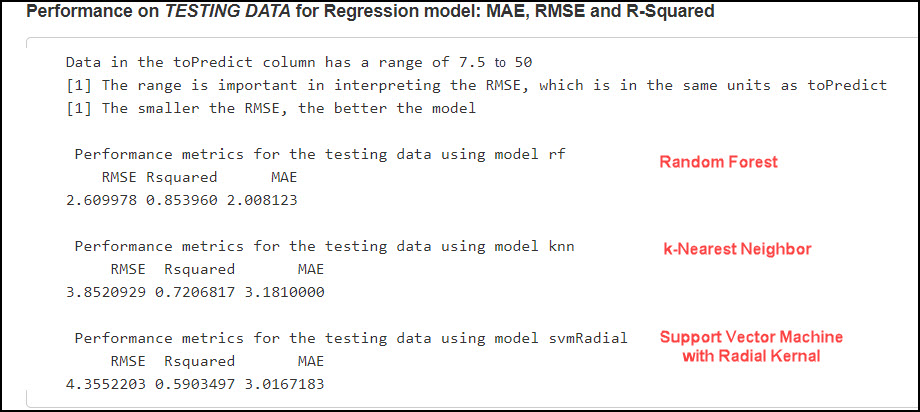 Performance on TESTING DATA for Regression model: MAE, RMSE and R-Squared
Data in the toPredict column has a range of 7.5 to 50
[1] The range is important in interpreting the RMSE, which is in the same units as toPredict
[1] The smaller the RMSE, the better the model
Performance metrics for the testing data using model rf
Random Forest
RMSE Rsquared MAE
2.609978 0.853960 2.008123
Performance metrics for the testing data using model knn
k-Nearest Neighbor
RMSE Rsquared MAE
3.8520929 0.7206817 3.1810000
Performance metrics for the testing data using model svmRadial
Support Vector Machine
with Radial Kernal
RMSE Rsquared MAE
4.3552203 0.5903497 3.0167183